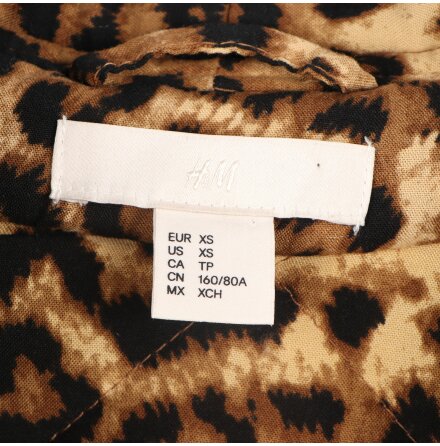 H&M
EUR XS
US XS
CA TP
CN 160/80A
MX XCH